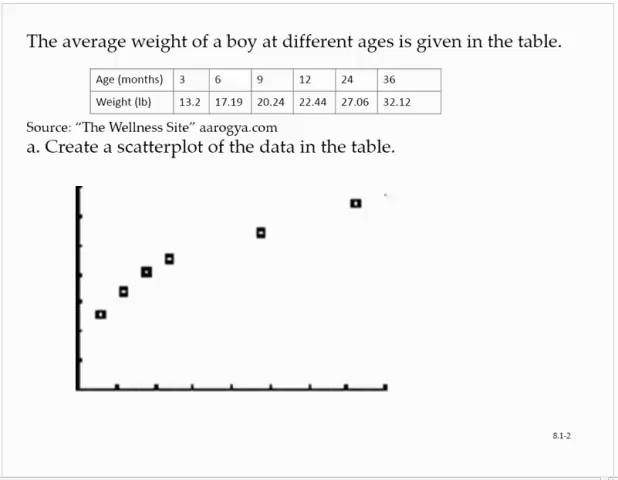 The average weight of a boy at different ages is given in the table.
Age (months) 3 6 9 12 24 36
Weight (lb) 13.2 17.19 20.24 22.44 27.06 32.12
Source: “The Wellness Site” aarogya.com
a. Create a scatterplot of the data in the table.
8.1-2